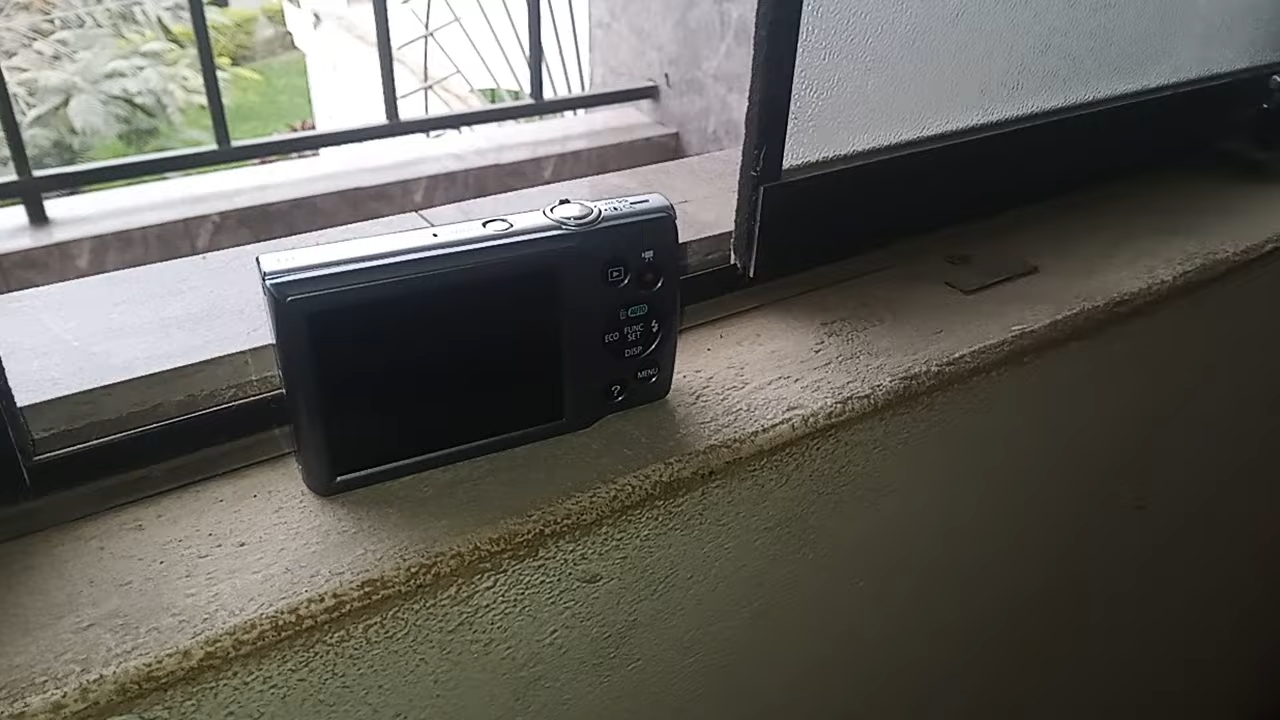 AUTO
ECO
FUNC
SET
DISP.
MENU
?